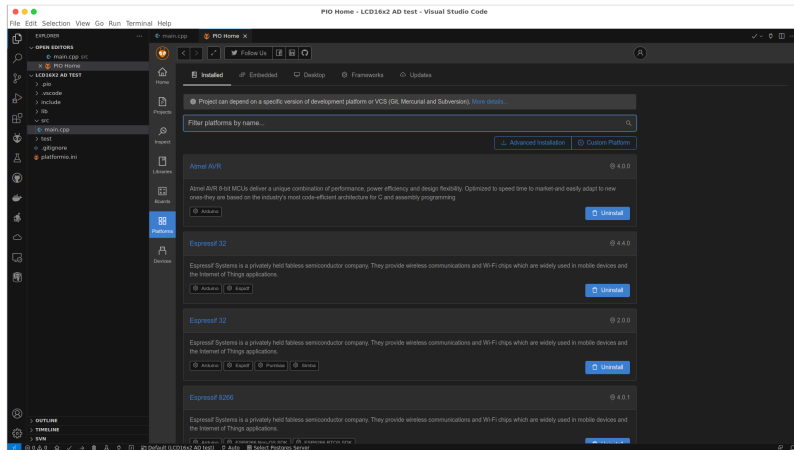 PIO Home - LCD16x2 AD test - Visual Studio Code
File Edit Selection View Go Run Terminal Help
EXPLORER
main.cpp
PIO Home
OPEN EDITORS
main.cpp src
PIO Home
LCD16X2 AD TEST
.pio
.vscode
include
lib
src
main.cpp
test
.gitignore
platformio.ini
OUTLINE
TIMELINE
SVN
Follow Us
Home
Projects
Inspect
Libraries
Boards
Platforms
Devices
Installed
Embedded
Desktop
Frameworks
Updates
Project can depend on a specific version of development platform or VCS (Git, Mercurial and Subversion). More details...
Filter platforms by name...
Advanced Installation
Custom Platform
Atmel AVR
4.0.0
Atmel AVR 8-bit MCUs deliver a unique combination of performance, power efficiency and design flexibility. Optimized to speed time to market-and easily adapt to new
ones-they are based on the industry's most code-efficient architecture for C and assembly programming
Arduino
Uninstall
Espressif 32
4.4.0
Espressif Systems is a privately held fabless semiconductor company. They provide wireless communications and Wi-Fi chips which are widely used in mobile devices and
the Internet of Things applications.
Arduino
Espidf
Uninstall
Espressif 32
2.0.0
Espressif Systems is a privately held fabless semiconductor company. They provide wireless communications and Wi-Fi chips which are widely used in mobile devices and
the Internet of Things applications.
Arduino
Espidf
Pumbaa
Simba
Uninstall
Espressif 8266
4.0.1
Espressif Systems is a privately held fabless semiconductor company. They provide wireless communications and Wi-Fi chips which are widely used in mobile devices and
the Internet of Things applications.
Default (LCD16x2 AD test)
Auto
Select Postgres Server